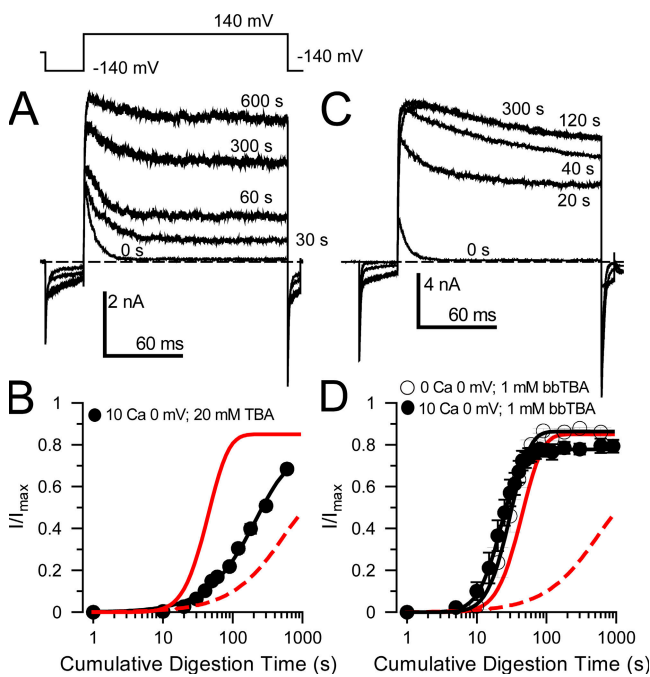 140 mV
-140 mV
-140 mV
A
600 s
300 s
60 s
0 s
30 s
2 nA
60 ms
C
300 s
120 s
40 s
20 s
0 s
4 nA
60 ms
B
10 Ca 0 mV; 20 mM TBA
I/Imax
1
0.8
0.6
0.4
0.2
0
1
10
100
1000
Cumulative Digestion Time (s)
D
0 Ca 0 mV; 1 mM bbTBA
10 Ca 0 mV; 1 mM bbTBA
I/Imax
1
0.8
0.6
0.4
0.2
0
1
10
100
1000
Cumulative Digestion Time (s)